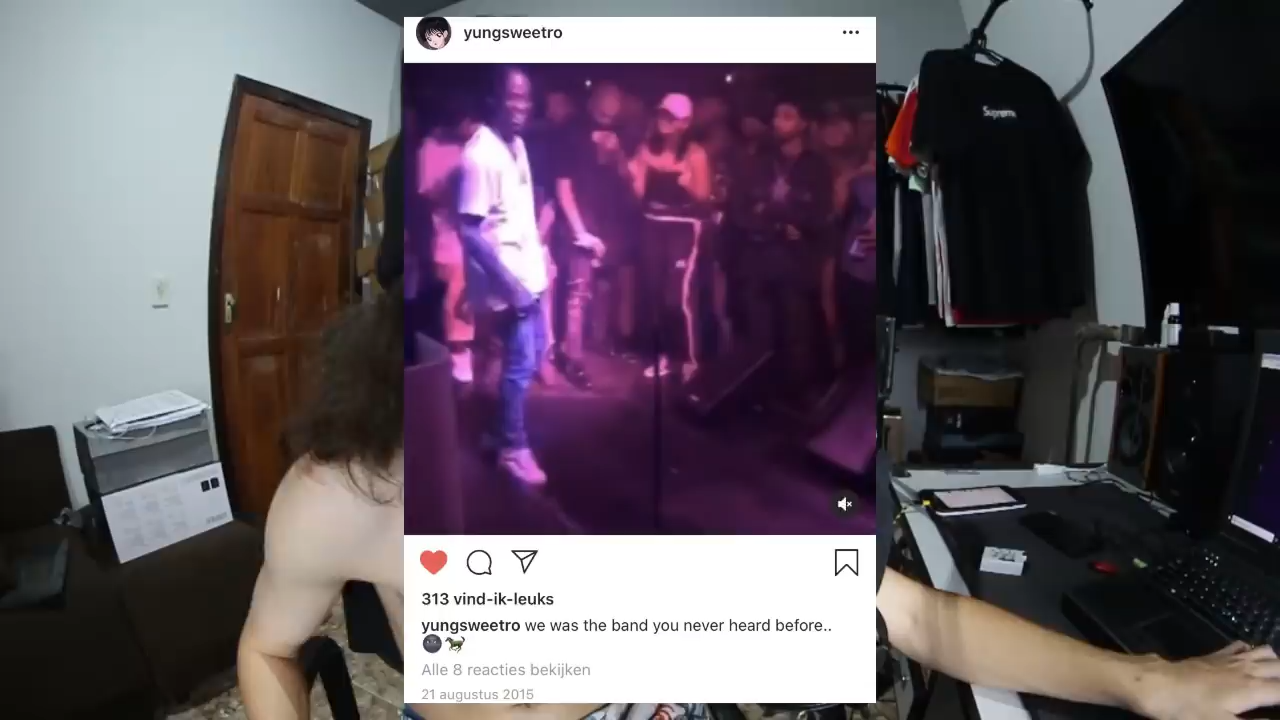 yungsweetro
Supreme
313 vind-ik-leuks
yungsweetro we was the band you never heard before..
🌚🐎
Alle 8 reacties bekijken
21 augustus 2015